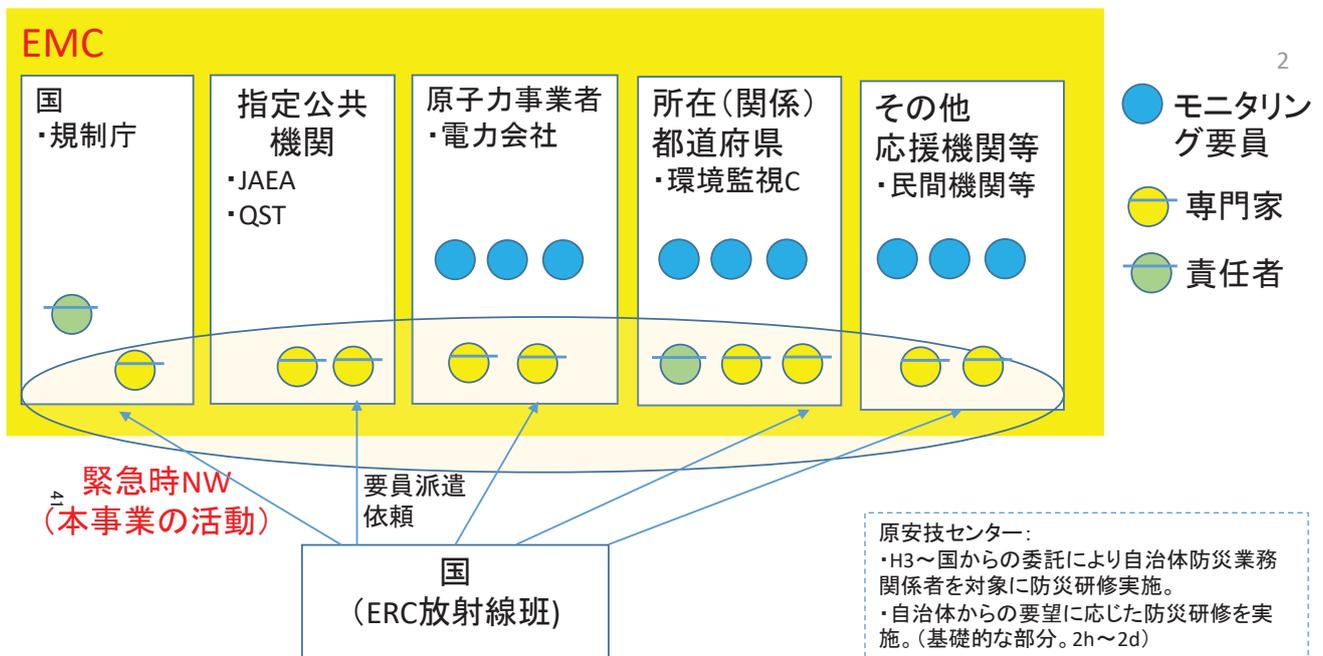 EMC
2
国
・規制庁
指定公共
機関
・JAEA
・QST
原子力事業者
・電力会社
所在（関係）
都道府県
・環境監視C
その他
応援機関等
・民間機関等
モニタリン
グ要員
専門家
責任者
緊急時NW
（本事業の活動）
41
要員派遣
依頼
国
（ERC放射線班)
原安技センター：
・H3～国からの委託により自治体防災業務
関係者を対象に防災研修実施。
・自治体からの要望に応じた防災研修を実
施。（基礎的な部分。2h～2d）